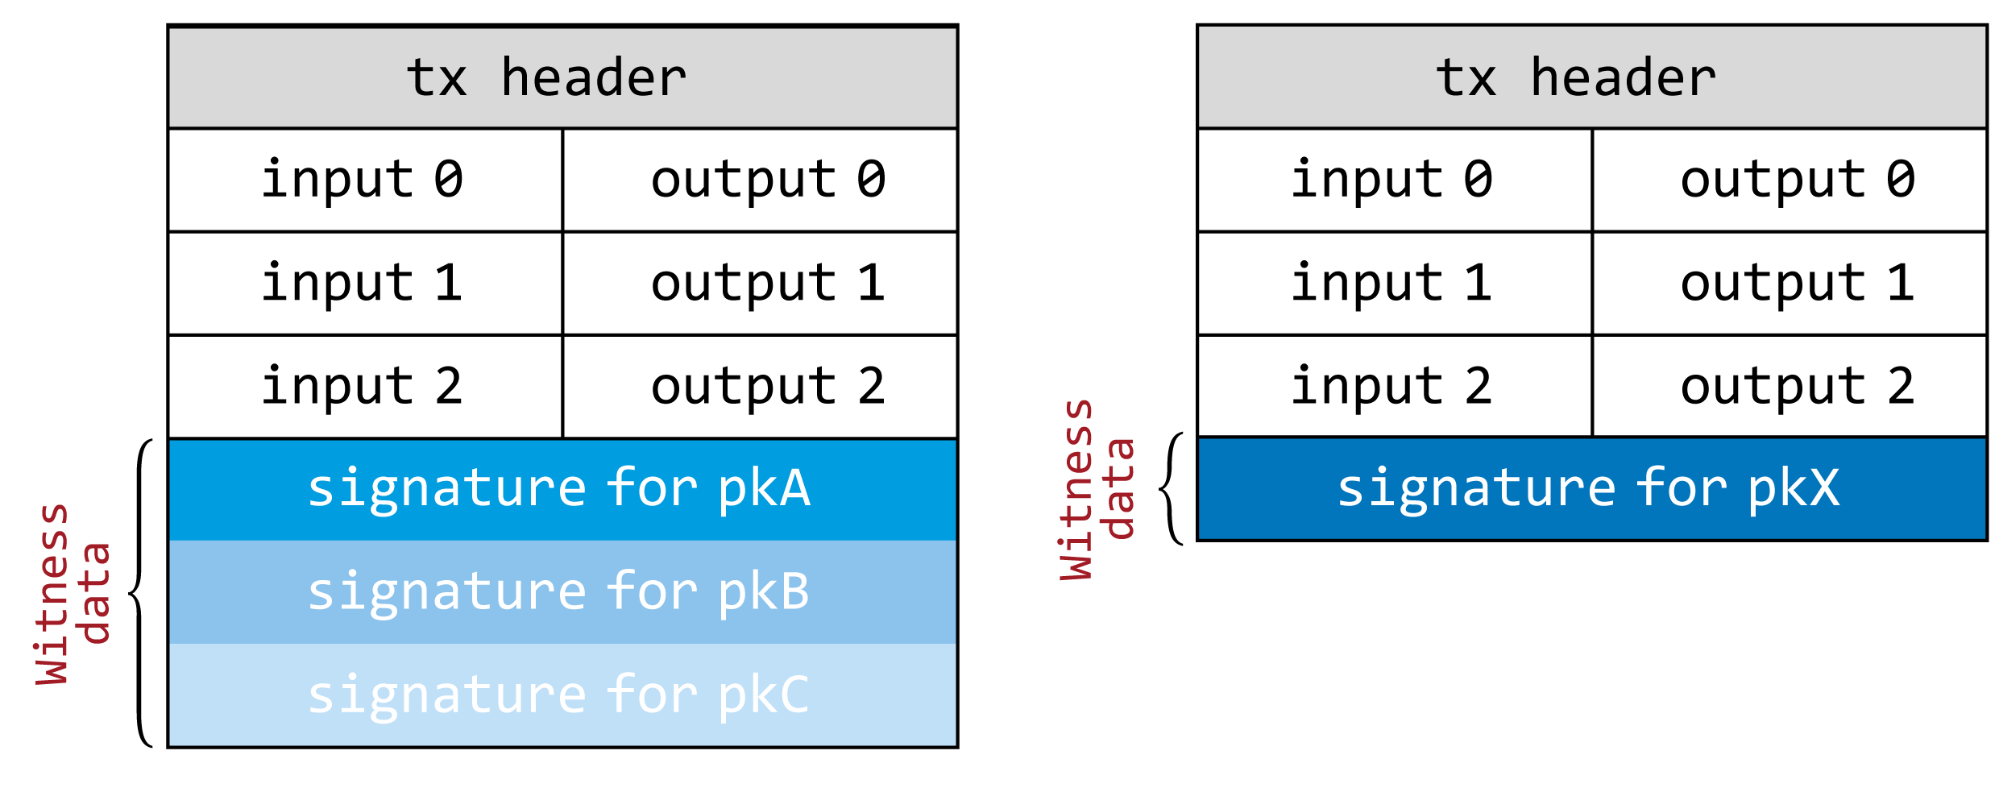 tx header
input 0 output 0
input 1 output 1
input 2 output 2
signature for pkA
signature for pkB
signature for pkC
Witness
data
tx header
input 0 output 0
input 1 output 1
input 2 output 2
signature for pkX
Witness
data